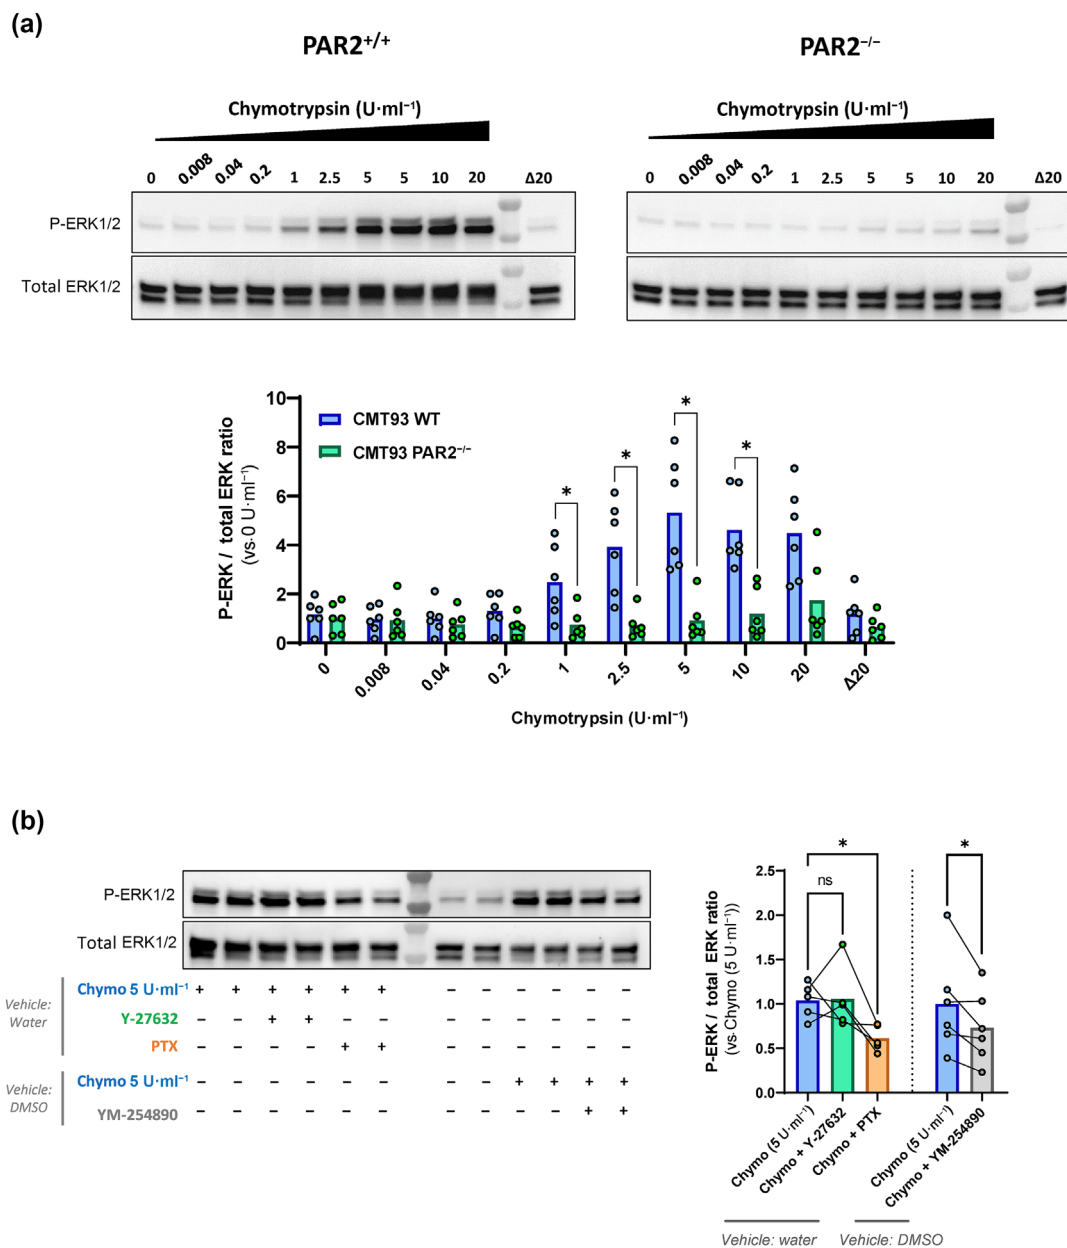 (a)
PAR2+/+
PAR2−/−
Chymotrypsin (U·ml−1)
Chymotrypsin (U·ml−1)
0 0.008 0.04 0.2 1 2.5 5 5 10 20 Δ20
0 0.008 0.04 0.2 1 2.5 5 5 10 20 Δ20
P-ERK1/2
Total ERK1/2
P-ERK / total ERK ratio
(vs·0 U·ml−1)
10
8
6
4
2
0
CMT93 WT
CMT93 PAR2−/−
* * * *
0 0.008 0.04 0.2 1 2.5 5 10 20 Δ20
Chymotrypsin (U·ml−1)
(b)
P-ERK1/2
Total ERK1/2
Vehicle:
Water
Chymo 5 U·ml−1 + + + + + + − − − − − −
Y-27632 − − + + − − − − − − − −
PTX − − − − + + − − − − − −
Vehicle:
DMSO
Chymo 5 U·ml−1 − − − − − − − − + + + +
YM-254890 − − − − − − − − − − + +
P-ERK / total ERK ratio
(vs·Chymo (5 U·ml−1))
2.5
2.0
1.5
1.0
0.5
0.0
*
ns
*
Chymo (5 U·ml−1)
Chymo + Y-27632
Chymo + PTX
Chymo (5 U·ml−1)
Chymo + YM-254890
Vehicle: water
Vehicle: DMSO